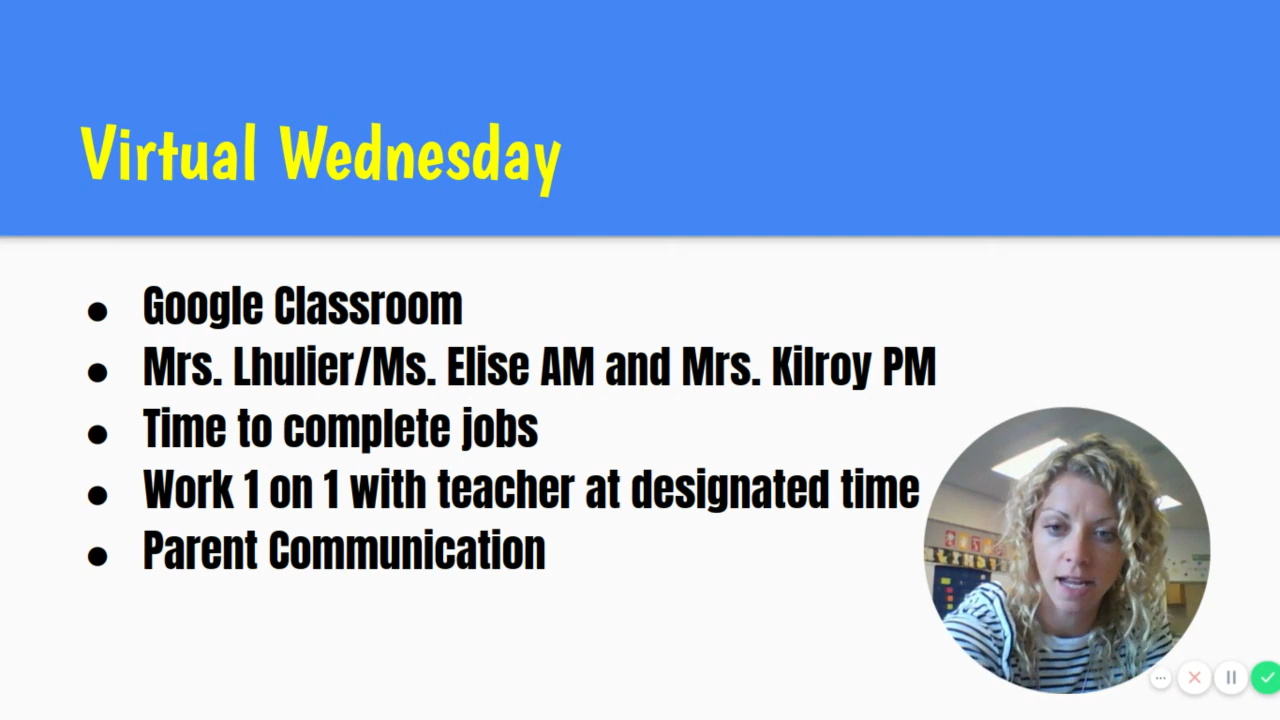 Virtual Wednesday
Google Classroom
Mrs. Lhulier/Ms. Elise AM and Mrs. Kilroy PM
Time to complete jobs
Work 1 on 1 with teacher at designated time
Parent Communication